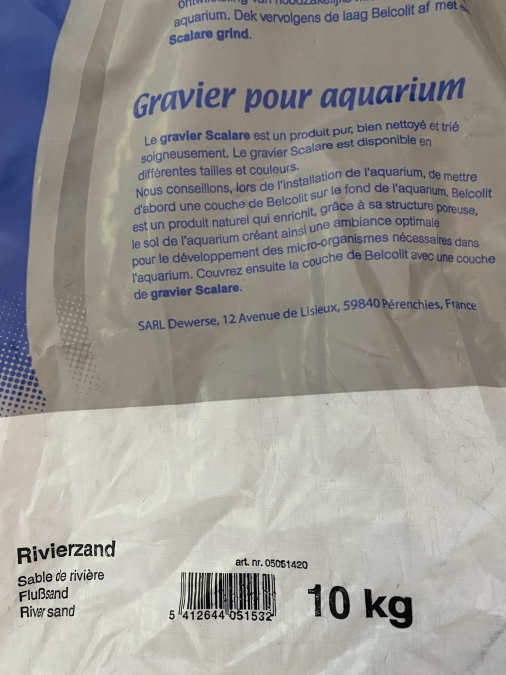 aquarium. Dek vervolgens de laag Belcolit af met
Scalare grind.
Gravier pour aquarium
Le gravier Scalare est un produit pur, bien nettoyé et trié
soigneusement. Le gravier Scalare est disponible en
différentes tailles et couleurs.
Nous conseillons, lors de l'installation de l'aquarium, de mettre
d'abord une couche de Belcolit sur le fond de l'aquarium. Belcolit
est un produit naturel qui enrichit, grâce à sa structure poreuse,
le sol de l'aquarium créant ainsi une ambiance optimale
pour le développement des micro-organismes nécessaires dans
l'aquarium. Couvrez ensuite la couche de Belcolit avec une couche
de gravier Scalare.
SARL Dewerse, 12 Avenue de Lisieux, 59840 Pérenchies, France
Rivierzand
Sable de rivière
Flußsand
River sand
art. nr. 05051420
5 412644 051532
10 kg